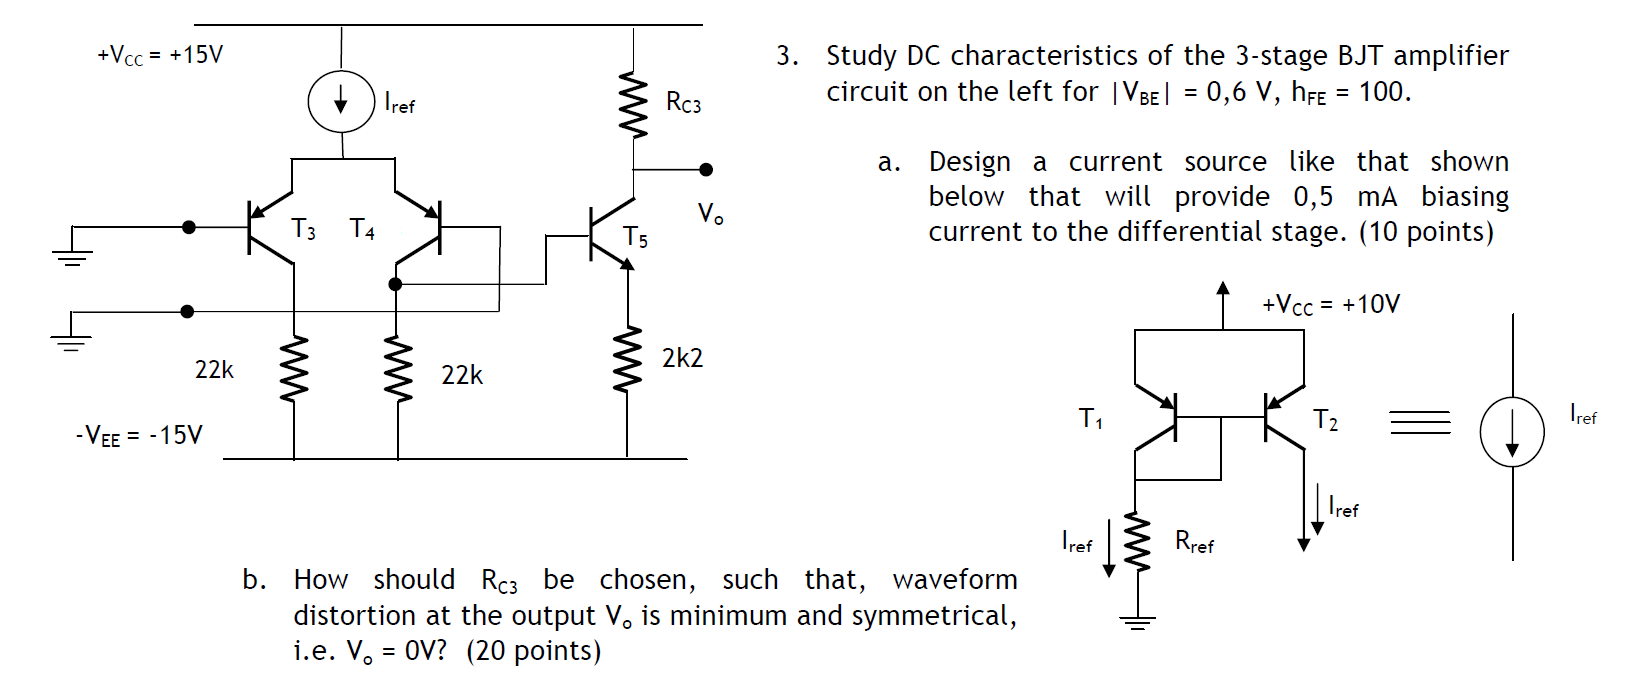 +VCC = +15V
Iref
RC3
Vo
T3
T4
T5
22k
22k
2k2
-VEE = -15V
3. Study DC characteristics of the 3-stage BJT amplifier
circuit on the left for |VBE| = 0,6 V, hFE = 100.
a. Design a current source like that shown
below that will provide 0,5 mA biasing
current to the differential stage. (10 points)
+VCC = +10V
T1
T2
Iref
Iref
Iref
Rref
b. How should RC3 be chosen, such that, waveform
distortion at the output Vo is minimum and symmetrical,
i.e. Vo = 0V? (20 points)